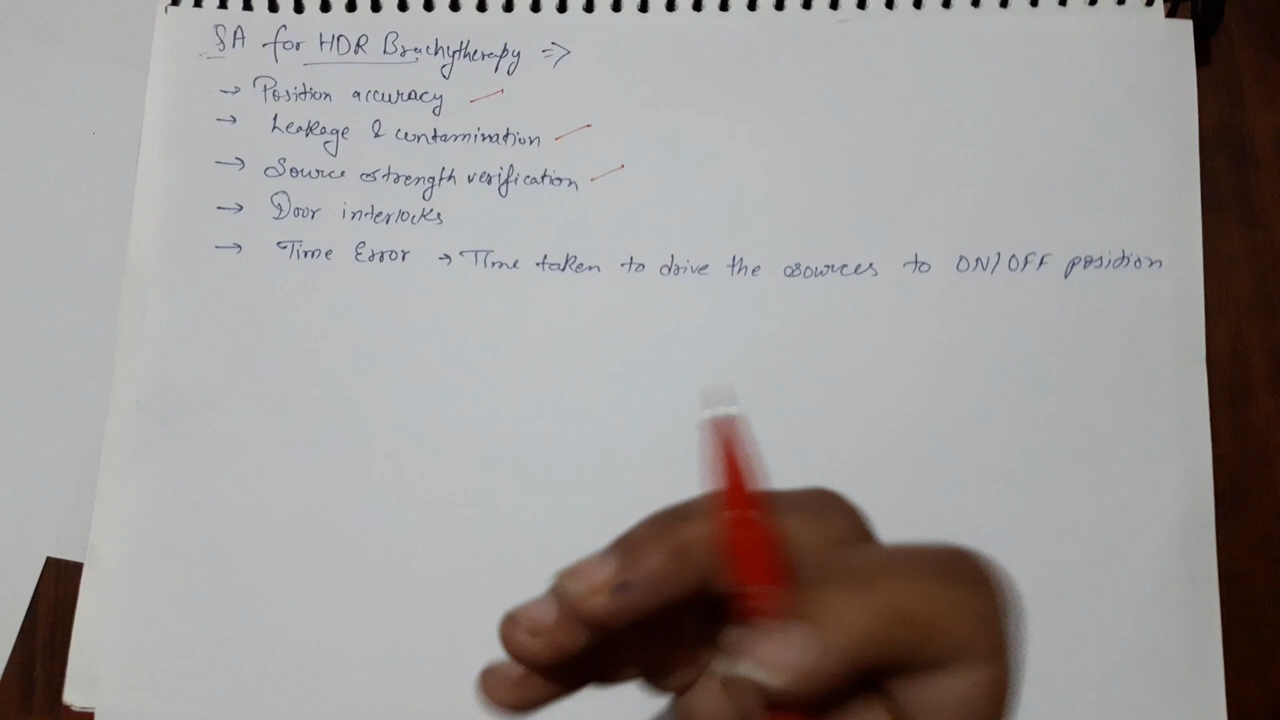 SA for HDR Brachytherapy ⇒
→ Position accuracy
→ Leakage & contamination
→ Source strength verification
→ Door interlocks
→ Time Error → Time taken to drive the sources to ON/OFF position